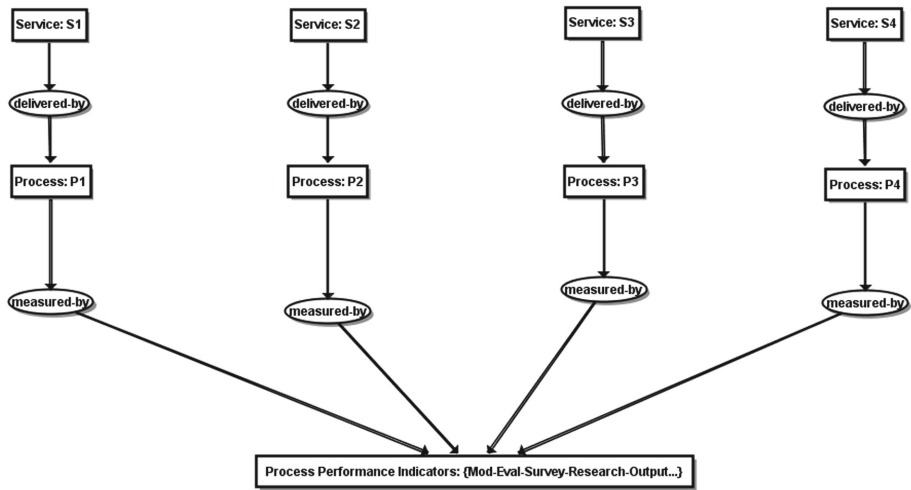 Service: S1
Service: S2
Service: S3
Service: S4
delivered-by
delivered-by
delivered-by
delivered-by
Process: P1
Process: P2
Process: P3
Process: P4
measured-by
measured-by
measured-by
measured-by
Process Performance Indicators: {Mod-Eval-Survey-Research-Output...}